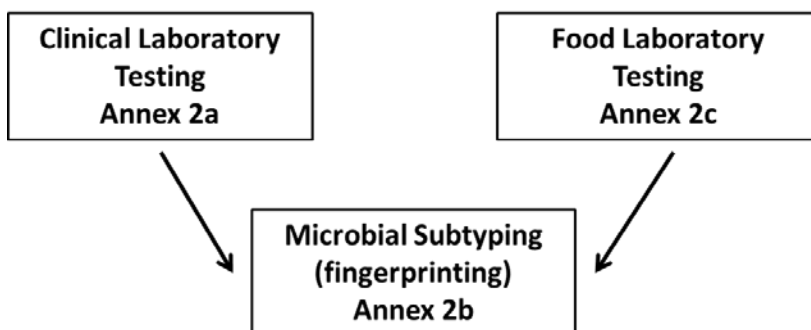 Clinical Laboratory
Testing
Annex 2a
Food Laboratory
Testing
Annex 2c
Microbial Subtyping
(fingerprinting)
Annex 2b